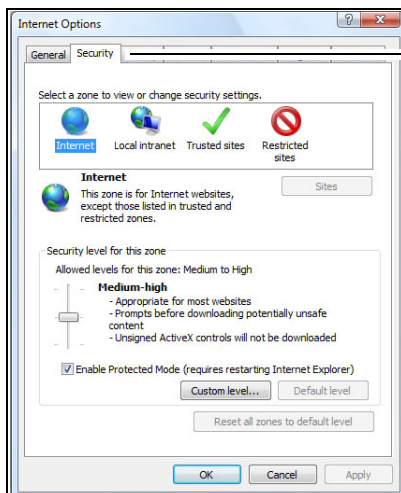 Internet Options
General Security
Select a zone to view or change security settings.
Internet Local intranet Trusted sites Restricted
sites
Internet
Sites
This zone is for Internet websites,
except those listed in trusted and
restricted zones.
Security level for this zone
Allowed levels for this zone: Medium to High
Medium-high
- Appropriate for most websites
- Prompts before downloading potentially unsafe
content
- Unsigned ActiveX controls will not be downloaded
Enable Protected Mode (requires restarting Internet Explorer)
Custom level... Default level
Reset all zones to default level
OK Cancel Apply